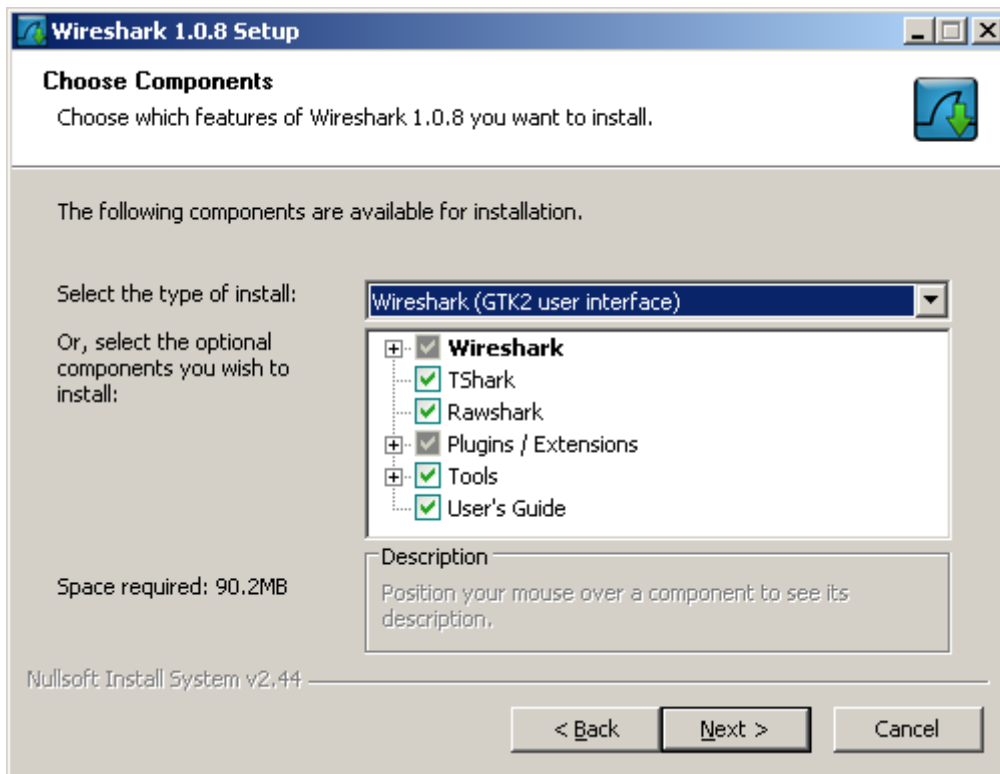 Wireshark 1.0.8 Setup
Choose Components
Choose which features of Wireshark 1.0.8 you want to install.
The following components are available for installation.
Select the type of install:
Wireshark (GTK2 user interface)
Or, select the optional
components you wish to
install:
Wireshark
TShark
Rawshark
Plugins / Extensions
Tools
User's Guide
Space required: 90.2MB
Description
Position your mouse over a component to see its
description.
Nullsoft Install System v2.44
< Back
Next >
Cancel